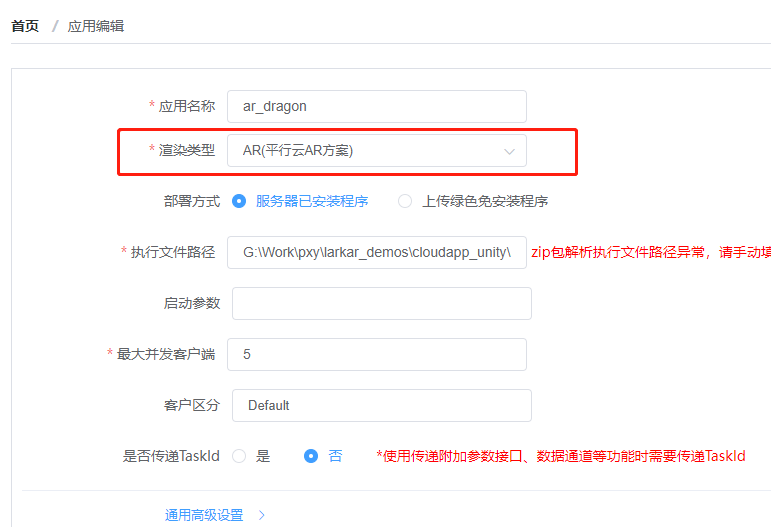 首页 / 应用编辑
* 应用名称 ar_dragon
* 渲染类型 AR(平行云AR方案)
部署方式 服务器已安装程序 上传绿色免安装程序
* 执行文件路径 G:\Work\pxy\larkar_demos\cloudapp_unity\ zip包解析执行文件路径异常，请手动填
启动参数
* 最大并发客户端 5
客户区分 Default
是否传递TaskId 是 否 *使用传递附加参数接口、数据通道等功能时需要传递TaskId
通用高级设置 >